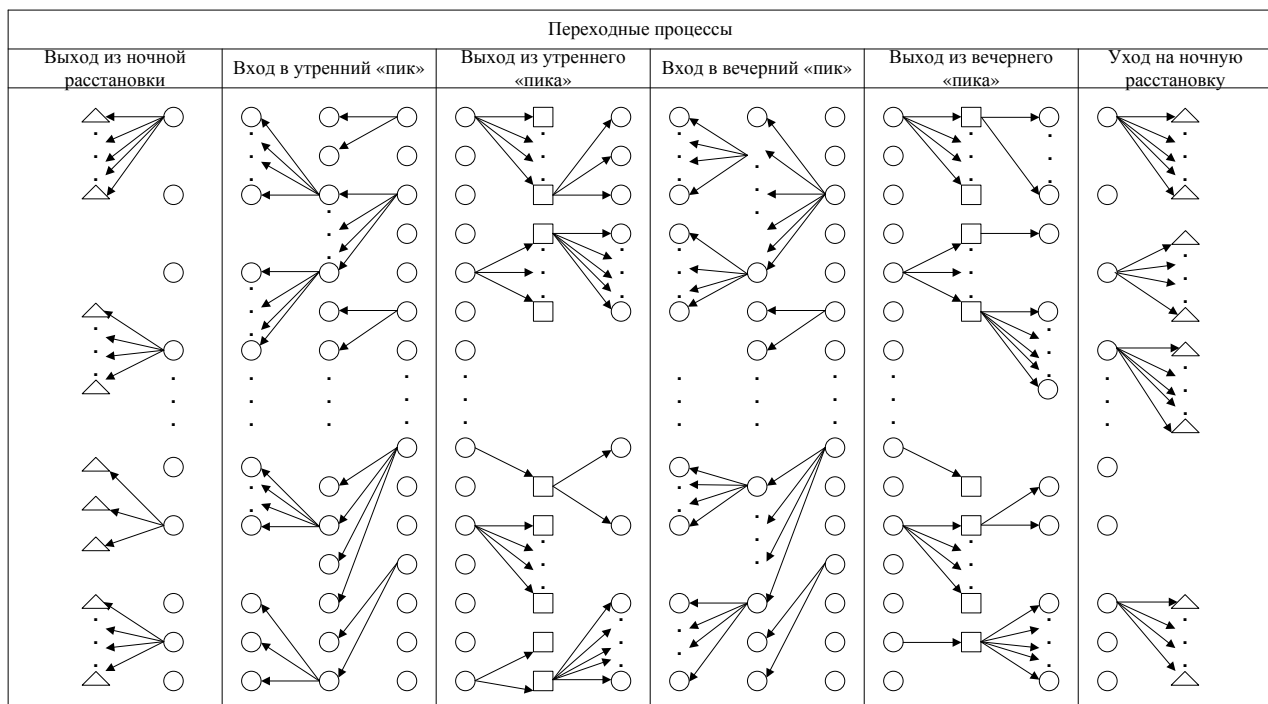 Переходные процессы
Выход из ночной
расстановки
Вход в утренний «пик»
Выход из утреннего
«пика»
Вход в вечерний «пик»
Выход из вечернего
«пика»
Уход на ночную
расстановку